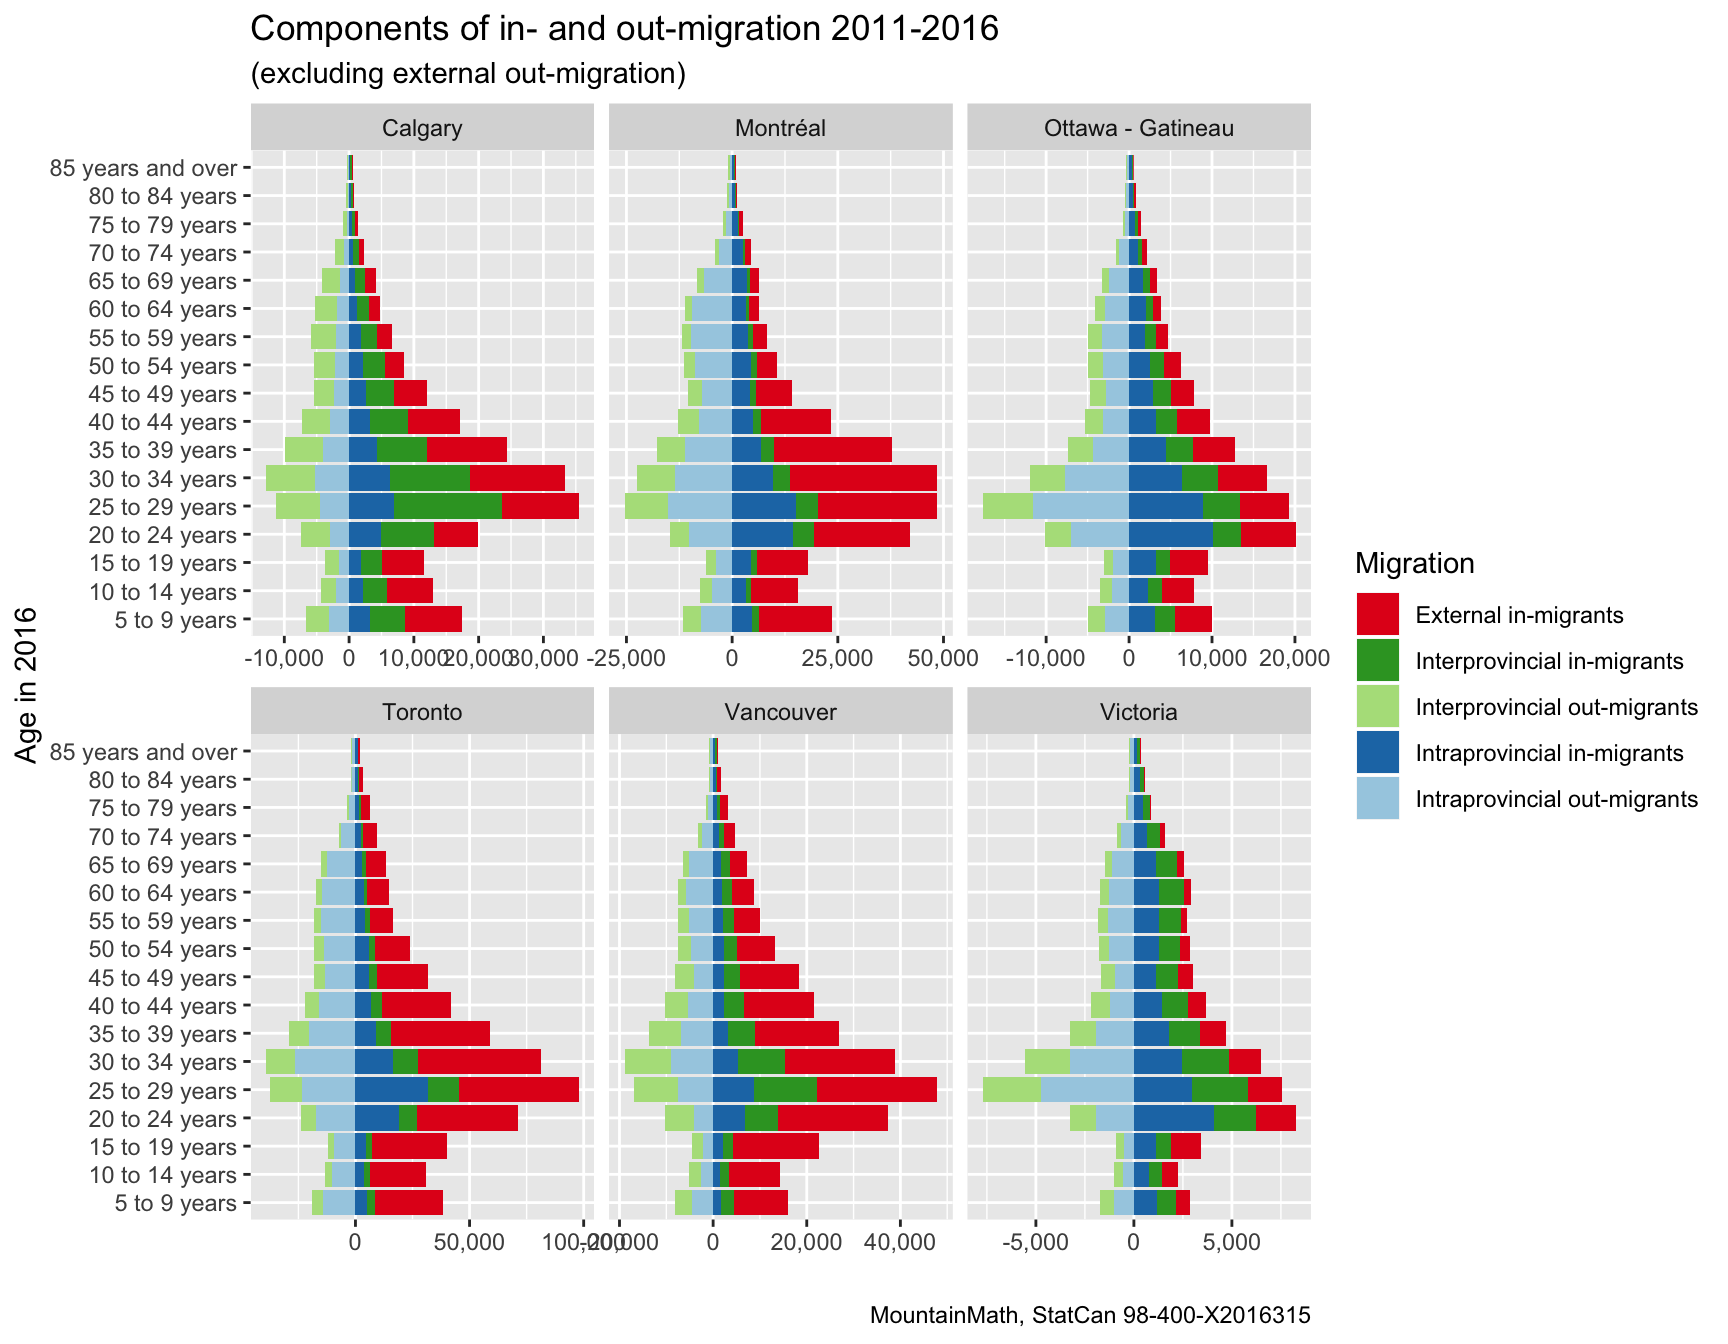 Components of in- and out-migration 2011-2016
(excluding external out-migration)
Calgary
Montréal
Ottawa - Gatineau
85 years and over
80 to 84 years
75 to 79 years
70 to 74 years
65 to 69 years
60 to 64 years
55 to 59 years
50 to 54 years
45 to 49 years
40 to 44 years
35 to 39 years
30 to 34 years
25 to 29 years
20 to 24 years
15 to 19 years
10 to 14 years
5 to 9 years
-10,000 0 10,000 20,000 30,000
-25,000 0 25,000 50,000
-10,000 0 10,000 20,000
Toronto
Vancouver
Victoria
85 years and over
80 to 84 years
75 to 79 years
70 to 74 years
65 to 69 years
60 to 64 years
55 to 59 years
50 to 54 years
45 to 49 years
40 to 44 years
35 to 39 years
30 to 34 years
25 to 29 years
20 to 24 years
15 to 19 years
10 to 14 years
5 to 9 years
0 50,000 100,000
-20,000 0 20,000 40,000
-5,000 0 5,000
Age in 2016
Migration
External in-migrants
Interprovincial in-migrants
Interprovincial out-migrants
Intraprovincial in-migrants
Intraprovincial out-migrants
MountainMath, StatCan 98-400-X2016315